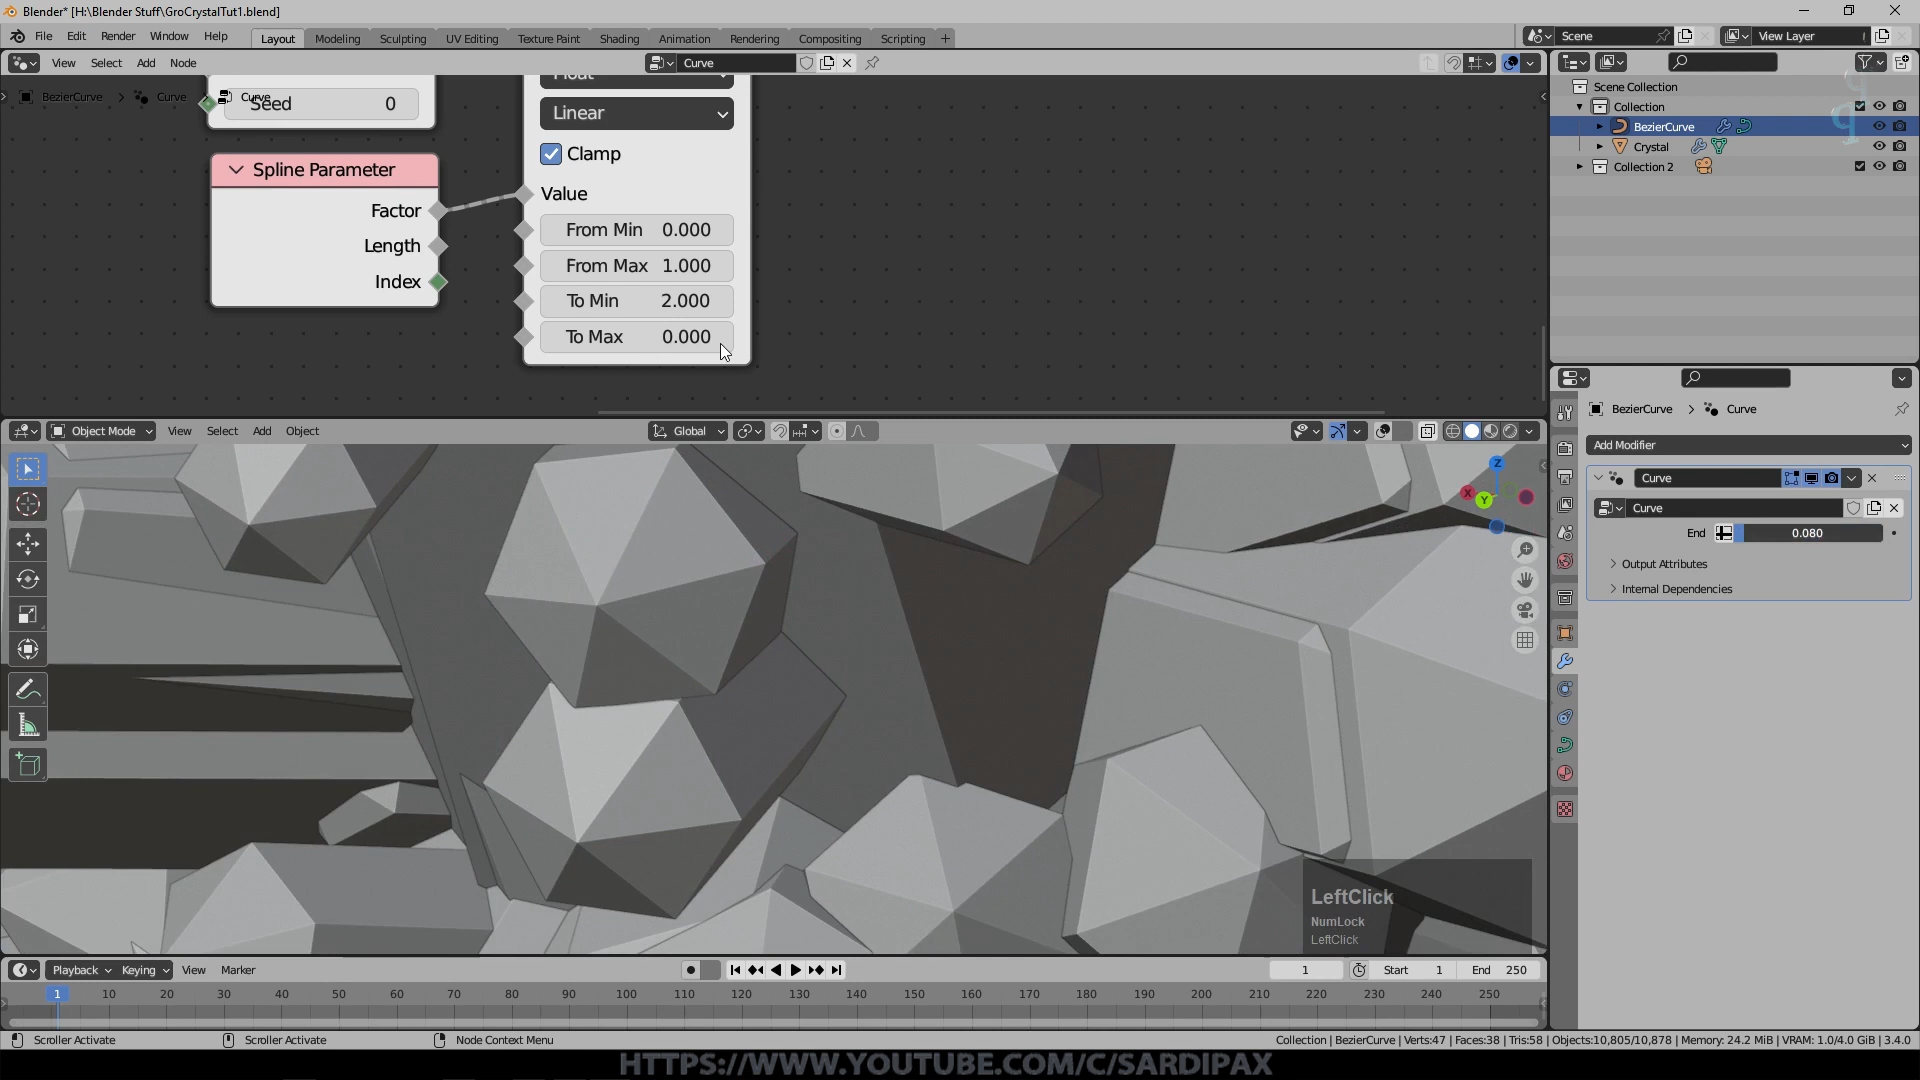 Blender* [H:\Blender Stuff\GroCrystalTut1.blend]
File Edit Render Window Help Layout Modeling Sculpting UV Editing Texture Paint Shading Animation Rendering Compositing Scripting + Scene View Layer
View Select Add Node Curve
BezierCurve > Curve > Curve
Seed 0
Linear
Clamp
Value
From Min 0.000
From Max 1.000
To Min 2.000
To Max 0.000
Spline Parameter
Factor
Length
Index
Scene Collection
Collection
BezierCurve
Crystal
Collection 2
BezierCurve > Curve
Add Modifier
Curve
Curve
End 0.080
Output Attributes
Internal Dependencies
Object Mode View Select Add Object Global
Z
X
Y
LeftClick
NumLock
LeftClick
Playback Keying View Marker 1 Start 1 End 250
1 10 20 30 40 50 60 70 80 90 100 110 120 130 140 150 160 170 180 190 200 210 220 230 240 250
Scroller Activate Scroller Activate Node Context Menu Collection | BezierCurve | Verts:47 | Faces:38 | Tris:58 | Objects:10,805/10,878 | Memory: 24.2 MiB | VRAM: 1.0/4.0 GiB | 3.4.0
HTTPS://WWW.YOUTUBE.COM/C/SARDIPAX